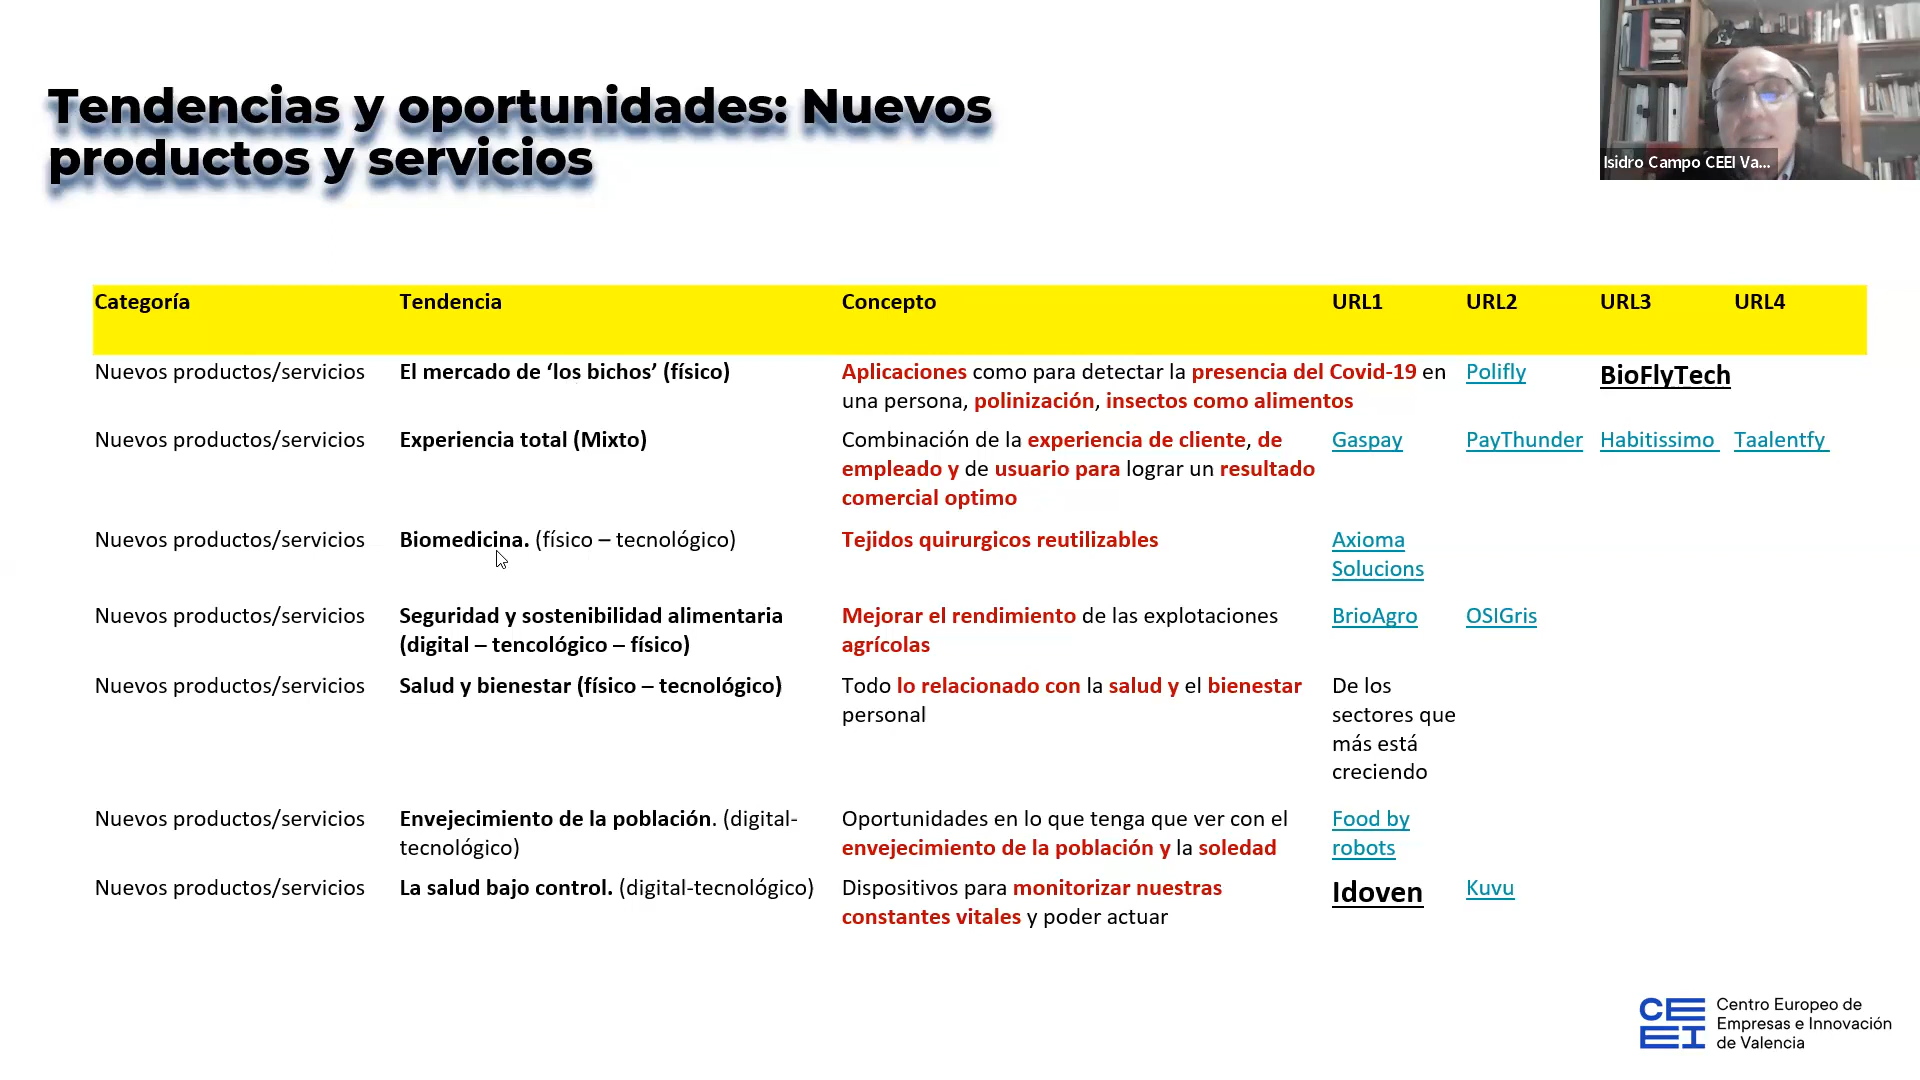 Isidro Campo CEEI Va...
Tendencias y oportunidades: Nuevos
productos y servicios
Categoría Tendencia Concepto URL1 URL2 URL3 URL4
Nuevos productos/servicios El mercado de ‘los bichos’ (físico) Aplicaciones como para detectar la presencia del Covid-19 en Polifly BioFlyTech
una persona, polinización, insectos como alimentos
Nuevos productos/servicios Experiencia total (Mixto) Combinación de la experiencia de cliente, de Gaspay PayThunder Habitissimo Taalentfy
empleado y de usuario para lograr un resultado
comercial optimo
Nuevos productos/servicios Biomedicina. (físico – tecnológico) Tejidos quirurgicos reutilizables Axioma
Solucions
Nuevos productos/servicios Seguridad y sostenibilidad alimentaria Mejorar el rendimiento de las explotaciones BrioAgro OSIGris
(digital – tencológico – físico) agrícolas
Nuevos productos/servicios Salud y bienestar (físico – tecnológico) Todo lo relacionado con la salud y el bienestar De los
personal sectores que
más está
creciendo
Nuevos productos/servicios Envejecimiento de la población. (digital- Oportunidades en lo que tenga que ver con el Food by
tecnológico) envejecimiento de la población y la soledad robots
Nuevos productos/servicios La salud bajo control. (digital-tecnológico) Dispositivos para monitorizar nuestras Idoven Kuvu
constantes vitales y poder actuar
CEEI
Centro Europeo de
Empresas e Innovación
de Valencia